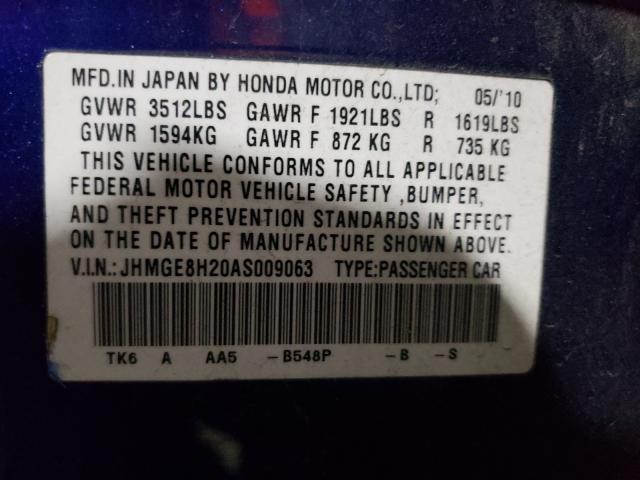 MFD.IN JAPAN BY HONDA MOTOR CO.,LTD; 05/'10
GVWR 3512LBS GAWR F 1921LBS R 1619LBS
GVWR 1594KG GAWR F 872 KG R 735 KG
THIS VEHICLE CONFORMS TO ALL APPLICABLE
FEDERAL MOTOR VEHICLE SAFETY ,BUMPER,
AND THEFT PREVENTION STANDARDS IN EFFECT
ON THE DATE OF MANUFACTURE SHOWN ABOVE.
V.I.N.:JHMGE8H20AS009063 TYPE:PASSENGER CAR
TK6 A AA5 -B548P -B -S